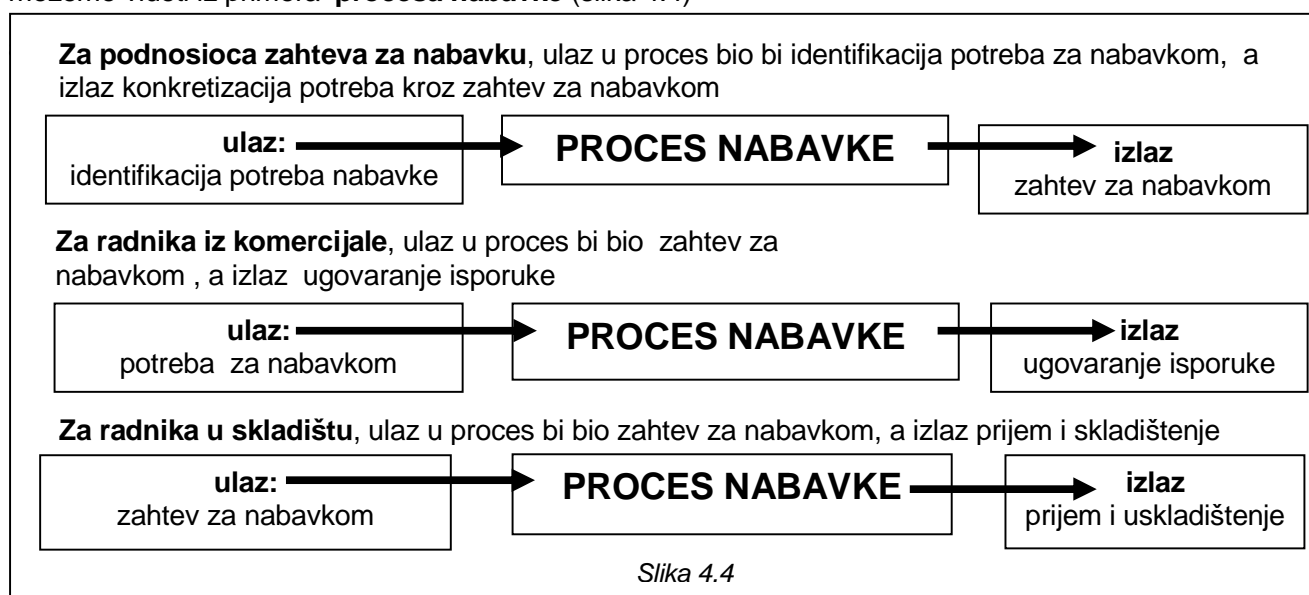 iz primera procesa nabavke (slika 4.4)
Za podnosioca zahteva za nabavku, ulaz u proces bio bi identifikacija potreba za nabavkom, a
izlaz konkretizacija potreba kroz zahtev za nabavkom
ulaz:
identifikacija potreba nabavke
PROCES NABAVKE
izlaz
zahtev za nabavkom
Za radnika iz komercijale, ulaz u proces bi bio zahtev za
nabavkom , a izlaz ugovaranje isporuke
ulaz:
potreba za nabavkom
PROCES NABAVKE
izlaz
ugovaranje isporuke
Za radnika u skladištu, ulaz u proces bi bio zahtev za nabavkom, a izlaz prijem i skladištenje
ulaz:
zahtev za nabavkom
PROCES NABAVKE
izlaz
prijem i uskladištenje
Slika 4.4